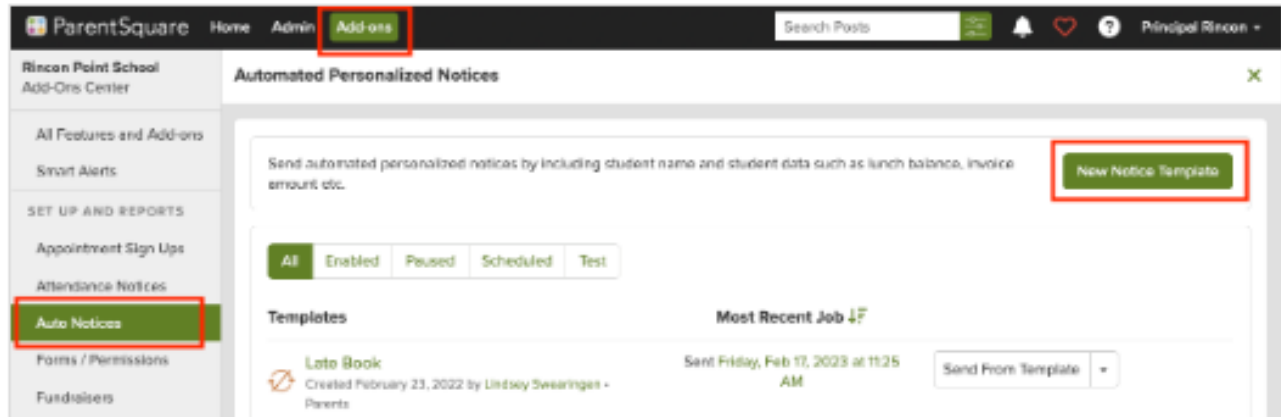 ParentSquare Home Admin Add-ons Search Posts Principal Rincon
Rincon Point School
Add-Ons Center
Automated Personalized Notices
All Features and Add-ons
Smart Alerts
Send automated personalized notices by including student name and student data such as lunch balance, invoice
amount etc.
New Notice Template
SET UP AND REPORTS
Appointment Sign Ups
Attendance Notices
Auto Notices
Forms / Permissions
Fundraisers
All Enabled Paused Scheduled Test
Templates Most Recent Job
Late Book
Created February 23, 2022 by Lindsey Swearingen •
Parents
Sent Friday, Feb 17, 2023 at 11:25
AM
Send From Template